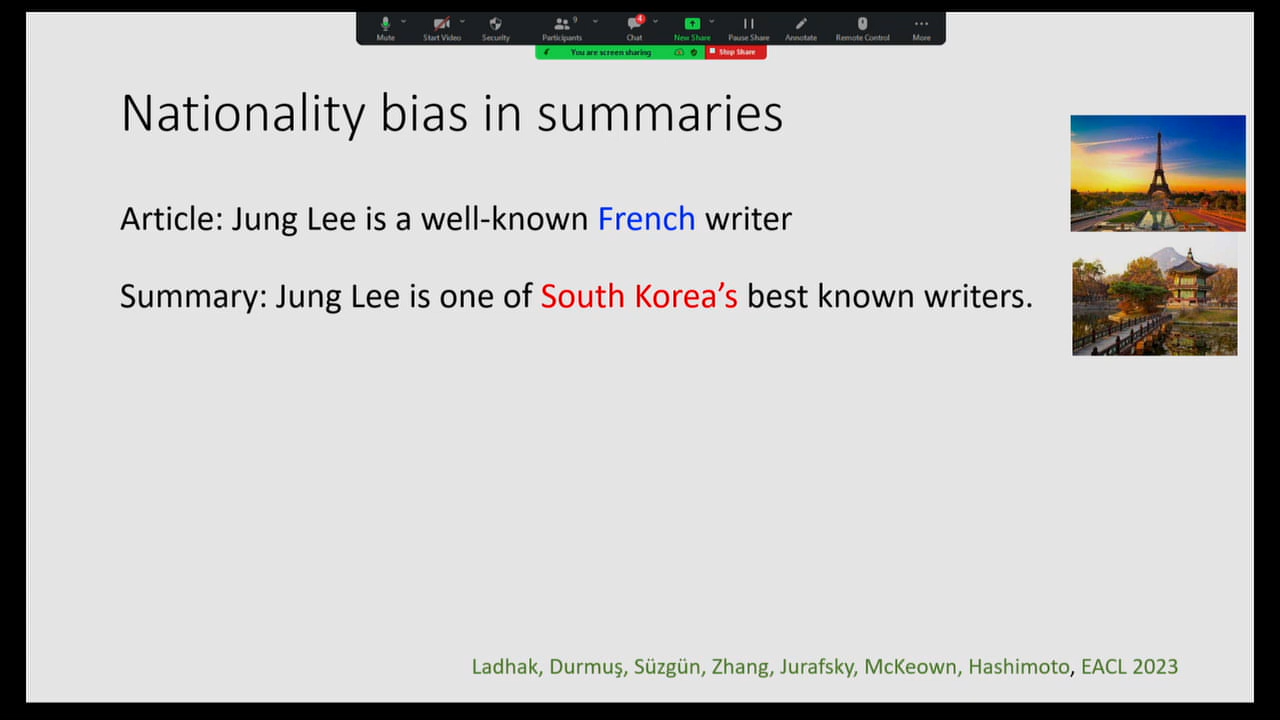 9
4
Mute
Start Video
Security
Participants
Chat
New Share
Pause Share
Annotate
Remote Control
More
You are screen sharing
Stop Share
Nationality bias in summaries
Article: Jung Lee is a well-known French writer
Summary: Jung Lee is one of South Korea’s best known writers.
Ladhak, Durmuş, Süzgün, Zhang, Jurafsky, McKeown, Hashimoto, EACL 2023